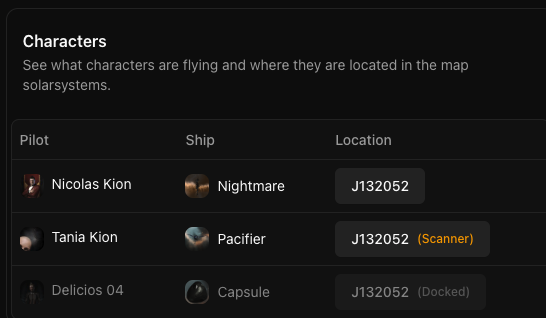 Characters
See what characters are flying and where they are located in the map
solarsystems.
Pilot Ship Location
Nicolas Kion Nightmare J132052
Tania Kion Pacifier J132052 (Scanner)
Delicios 04 Capsule J132052 (Docked)